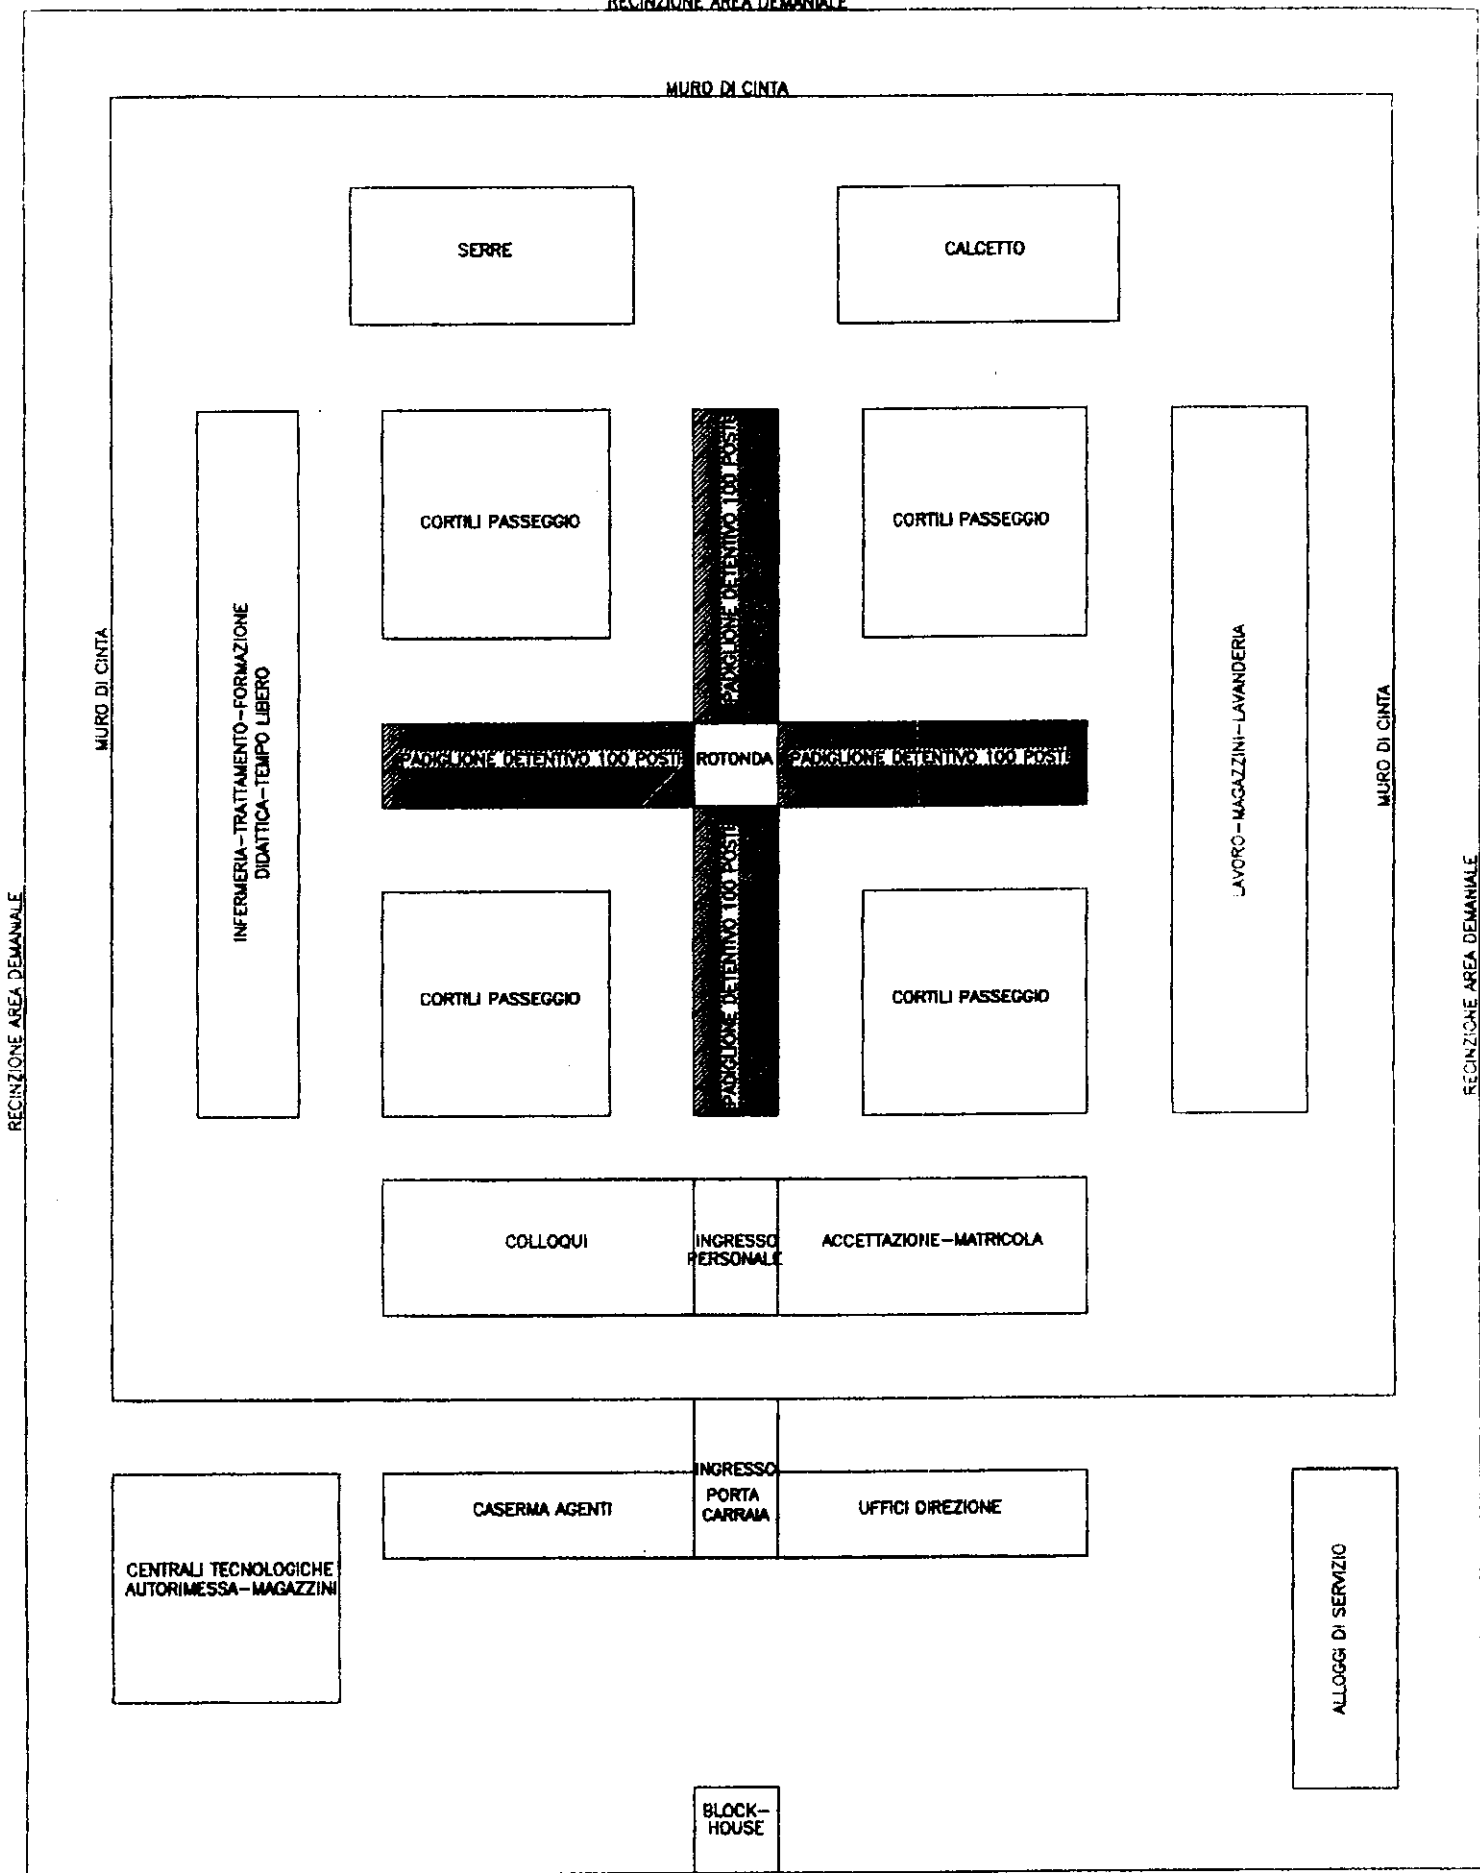 RECINZIONE AREA DEMANIALE
MURO DI CINTA
SERRE
CALCETTO
CORTILI PASSEGGIO
PADIGLIONE DETENTIVO 100 POSTI
CORTILI PASSEGGIO
INFERMERIA-TRATTAMENTO-FORMAZIONE
DIDATTICA-TEMPO LIBERO
LAVORO-MAGAZZINI-LAVANDERIA
MURO DI CINTA
MURO DI CINTA
PADIGLIONE DETENTIVO 100 POSTI
ROTONDA
PADIGLIONE DETENTIVO 100 POSTI
PADIGLIONE DETENTIVO 100 POSTI
RECINZIONE AREA DEMANIALE
RECINZIONE AREA DEMANIALE
CORTILI PASSEGGIO
CORTILI PASSEGGIO
COLLOQUI
INGRESSO
PERSONALE
ACCETTAZIONE-MATRICOLA
CASERMA AGENTI
INGRESSO
PORTA
CARRAIA
UFFICI DIREZIONE
CENTRALI TECNOLOGICHE
AUTORIMESSA-MAGAZZINI
ALLOGGI DI SERVIZIO
BLOCK-
HOUSE